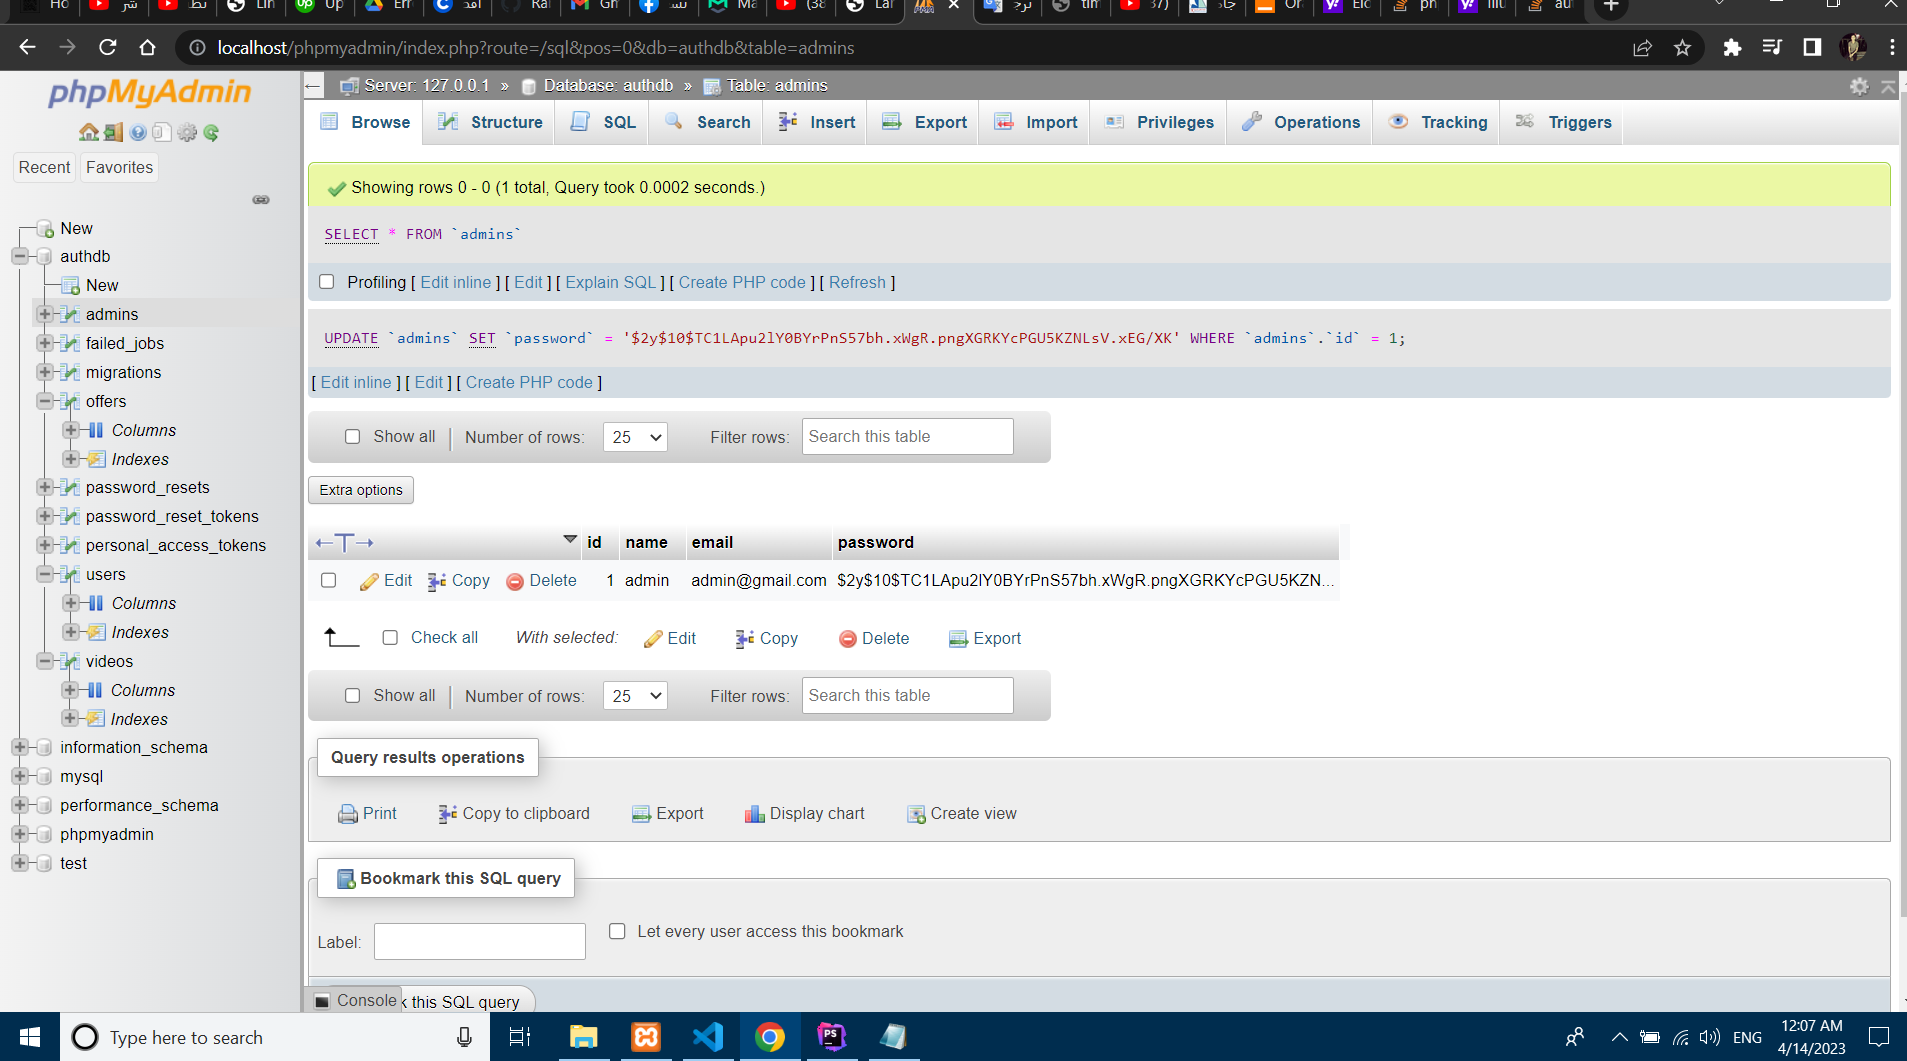 localhost/phpmyadmin/index.php?route=/sql&pos=0&db=authdb&table=admins
phpMyAdmin
Recent Favorites
New
authdb
New
admins
failed_jobs
migrations
offers
Columns
Indexes
password_resets
password_reset_tokens
personal_access_tokens
users
Columns
Indexes
videos
Columns
Indexes
information_schema
mysql
performance_schema
phpmyadmin
test
Server: 127.0.0.1 » Database: authdb » Table: admins
Browse Structure SQL Search Insert Export Import Privileges Operations Tracking Triggers
Showing rows 0 - 0 (1 total, Query took 0.0002 seconds.)
SELECT * FROM `admins`
Profiling [ Edit inline ] [ Edit ] [ Explain SQL ] [ Create PHP code ] [ Refresh ]
UPDATE `admins` SET `password` = '$2y$10$TC1LApu2lY0BYrPnS57bh.xWgR.pngXGRKYcPGU5KZNLsV.xEG/XK' WHERE `admins`.`id` = 1;
[ Edit inline ] [ Edit ] [ Create PHP code ]
Show all Number of rows: 25 Filter rows: Search this table
Extra options
id name email password
Edit Copy Delete 1 admin admin@gmail.com $2y$10$TC1LApu2lY0BYrPnS57bh.xWgR.pngXGRKYcPGU5KZN...
Check all With selected: Edit Copy Delete Export
Show all Number of rows: 25 Filter rows: Search this table
Query results operations
Print Copy to clipboard Export Display chart Create view
Bookmark this SQL query
Label: Let every user access this bookmark
Console k this SQL query
Type here to search
ENG 12:07 AM
4/14/2023